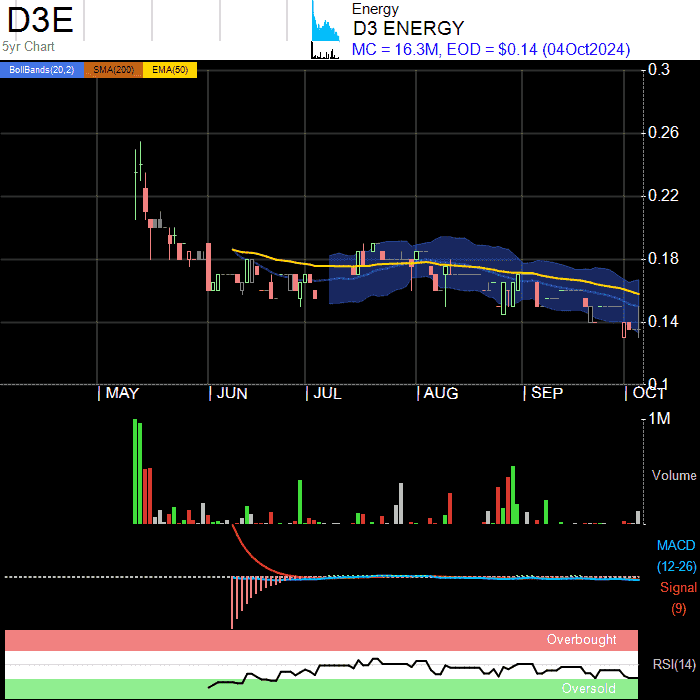 D3E
5yr Chart
Energy
D3 ENERGY
MC = 16.3M, EOD = $0.14 (04Oct2024)
BollBands(20,2) SMA(200) EMA(50)
0.3
0.26
0.22
0.18
0.14
0.1
MAY JUN JUL AUG SEP OCT
1M
Volume
MACD
(12-26)
Signal
(9)
Overbought
RSI(14)
Oversold